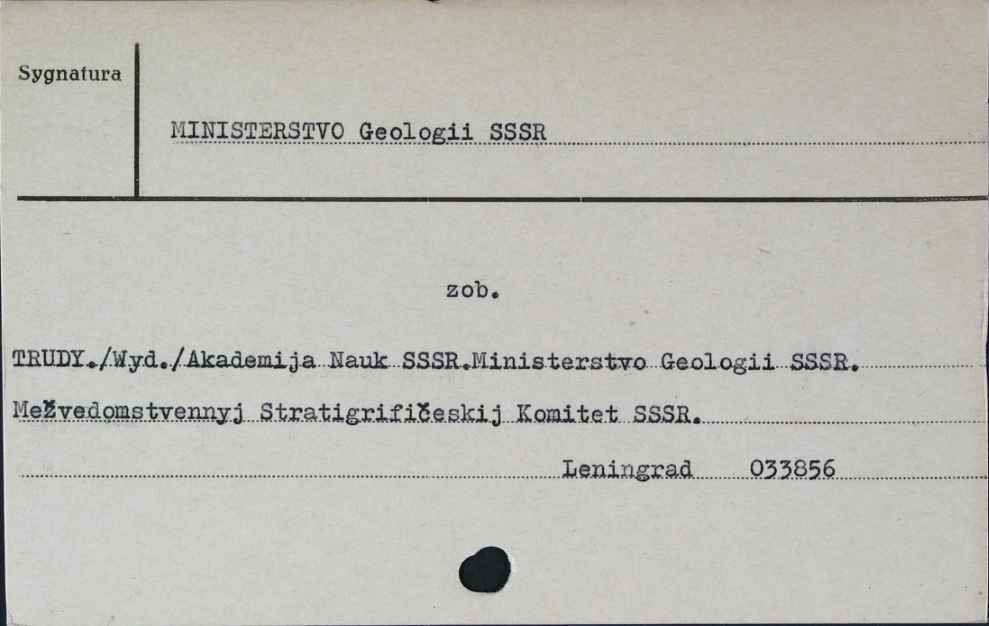 Sygnatura
MINISTERSTVO Geologii SSSR
zob.
TRUDY./Wyd./Akademija Nauk SSSR.Ministerstvo Geologii SSSR.
Mežvedomstvennyj Stratigrifičeskij Komitet SSSR.
Leningrad 033856